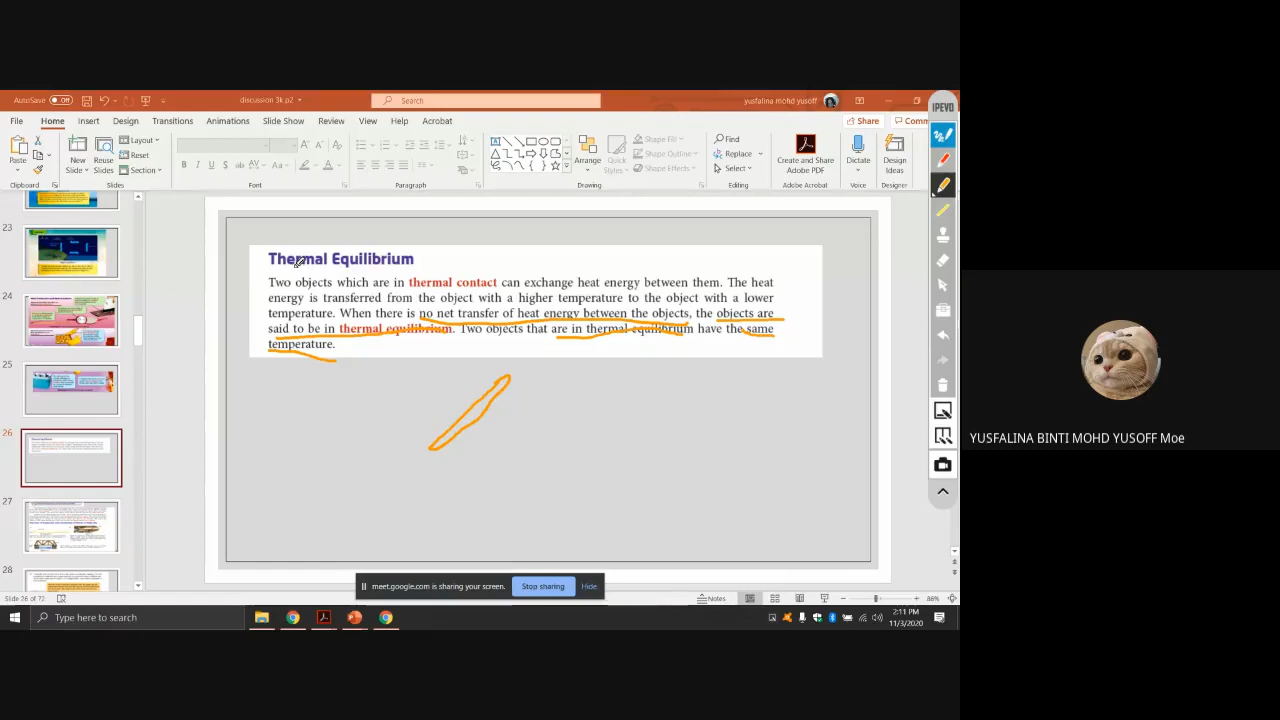 AutoSave Off
discussion 3k p2
Search
yusfalina mohd yusoff
IPEVO
File Home Insert Design Transitions Animations Slide Show Review View Help Acrobat
Share
Comm
Paste
New Slide
Reuse Slides
Layout
Reset
Section
Arrange
Quick Styles
Shape Fill
Shape Outline
Shape Effects
Find
Replace
Select
Create and Share Adobe Acrobat
Dictate
Design Ideas
Clipboard Slides Font Paragraph Drawing Editing Adobe Acrobat Voice Designer
23
24
25
26
27
28
Thermal Equilibrium
Two objects which are in thermal contact can exchange heat energy between them. The heat
energy is transferred from the object with a higher temperature to the object with a lower
temperature. When there is no net transfer of heat energy between the objects, the objects are
said to be in thermal equilibrium. Two objects that are in thermal equilibrium have the same
temperature.
YUSFALINA BINTI MOHD YUSOFF Moe
meet.google.com is sharing your screen. Stop sharing Hide
Slide 26 of 72
Notes
86%
Type here to search
2:11 PM
11/3/2020